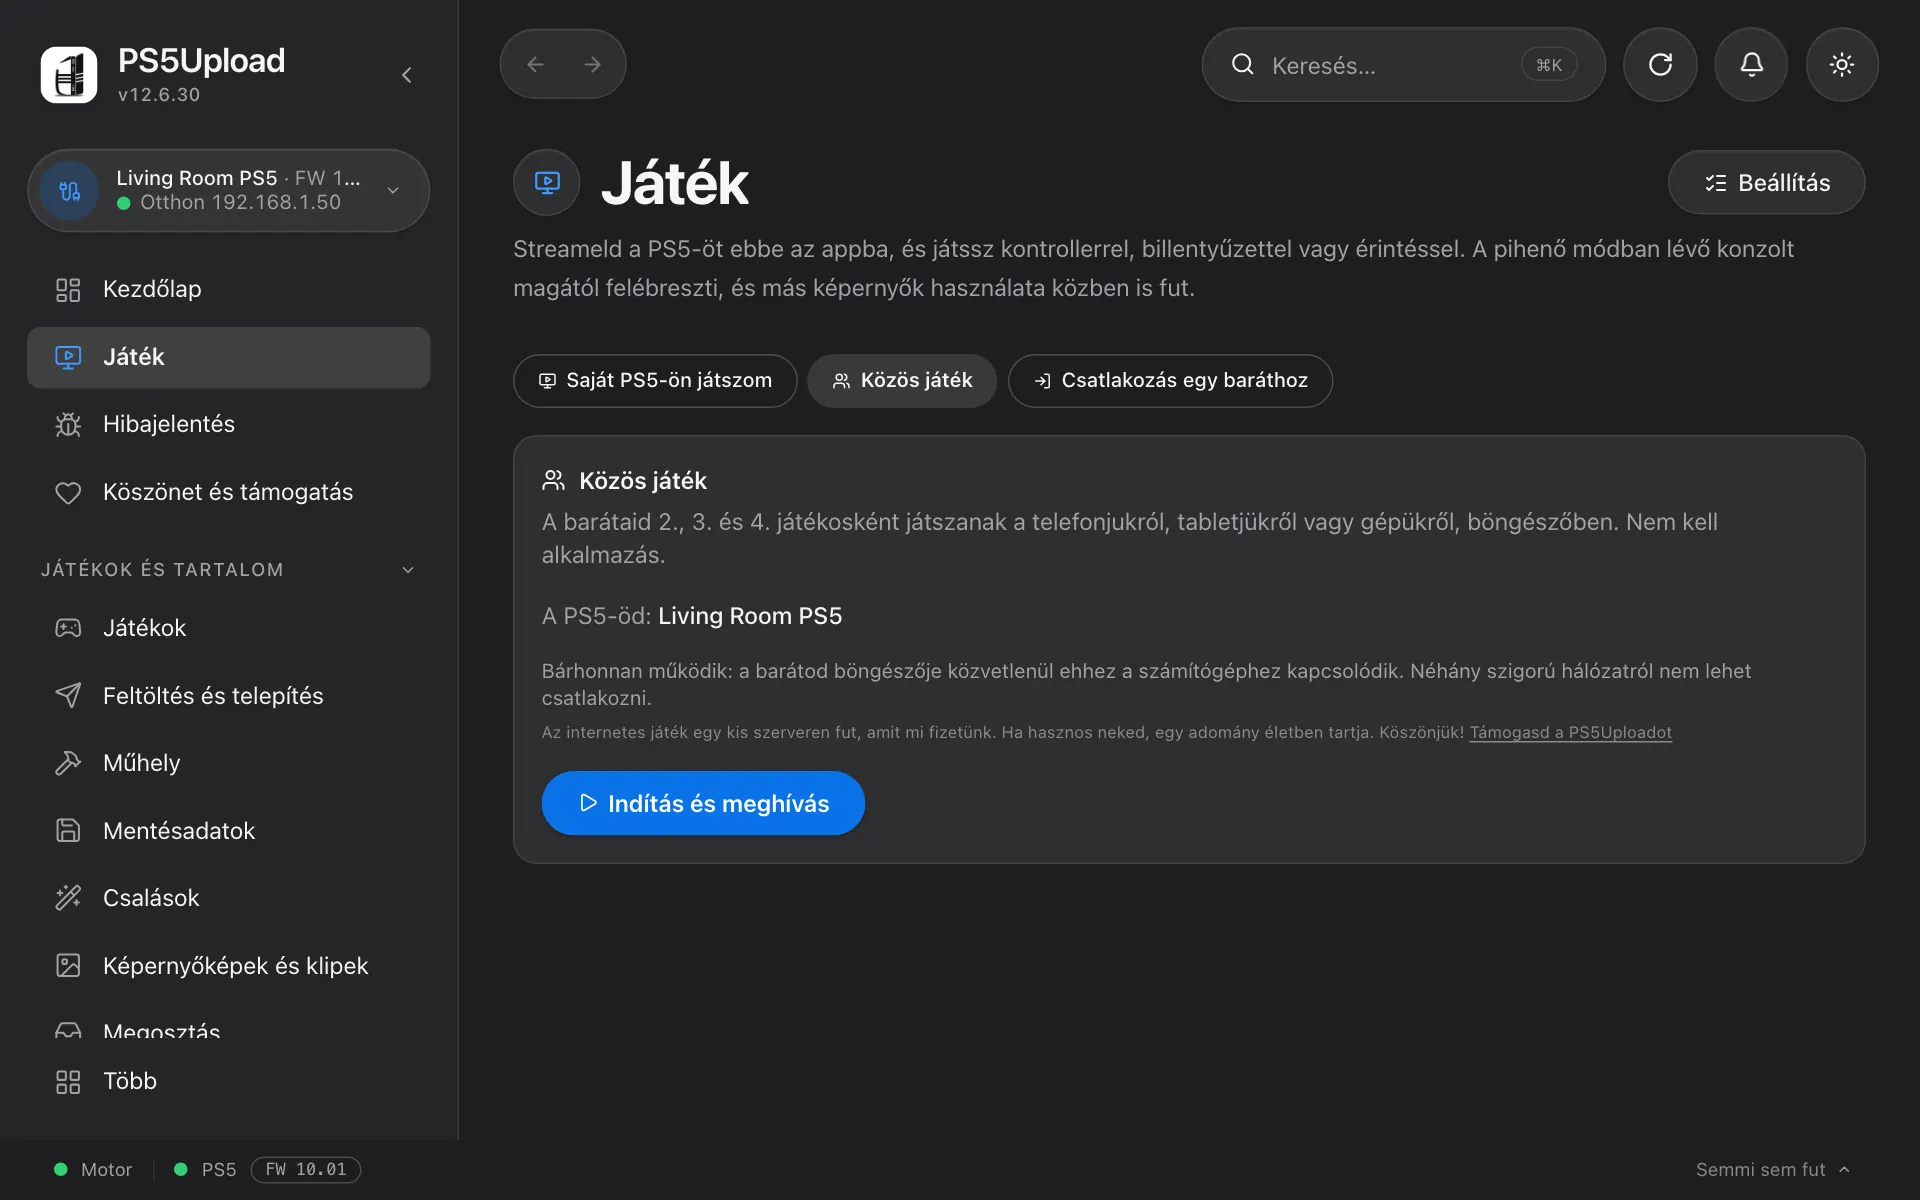 PS5Upload
v12.6.30
Living Room PS5 · FW 1...
Otthon 192.168.1.50
Kezdőlap
Játék
Hibajelentés
Köszönet és támogatás
JÁTÉKOK ÉS TARTALOM
Játékok
Feltöltés és telepítés
Műhely
Mentésadatok
Csalások
Képernyőképek és klipek
Megosztás
Több
Keresés...
⌘K
Játék
Beállítás
Streameld a PS5-öt ebbe az appba, és játssz kontrollerrel, billentyűzettel vagy érintéssel. A pihenő módban lévő konzolt
magától felébreszti, és más képernyők használata közben is fut.
Saját PS5-ön játszom
Közös játék
Csatlakozás egy baráthoz
Közös játék
A barátaid 2., 3. és 4. játékosként játszanak a telefonjukról, tabletjükről vagy gépükről, böngészőben. Nem kell
alkalmazás.
A PS5-öd: Living Room PS5
Bárhonnan működik: a barátod böngészője közvetlenül ehhez a számítógéphez kapcsolódik. Néhány szigorú hálózatról nem lehet
csatlakozni.
Az internetes játék egy kis szerveren fut, amit mi fizetünk. Ha hasznos neked, egy adomány életben tartja. Köszönjük! Támogasd a PS5Uploadot
Indítás és meghívás
Motor
PS5
FW 10.01
Semmi sem fut